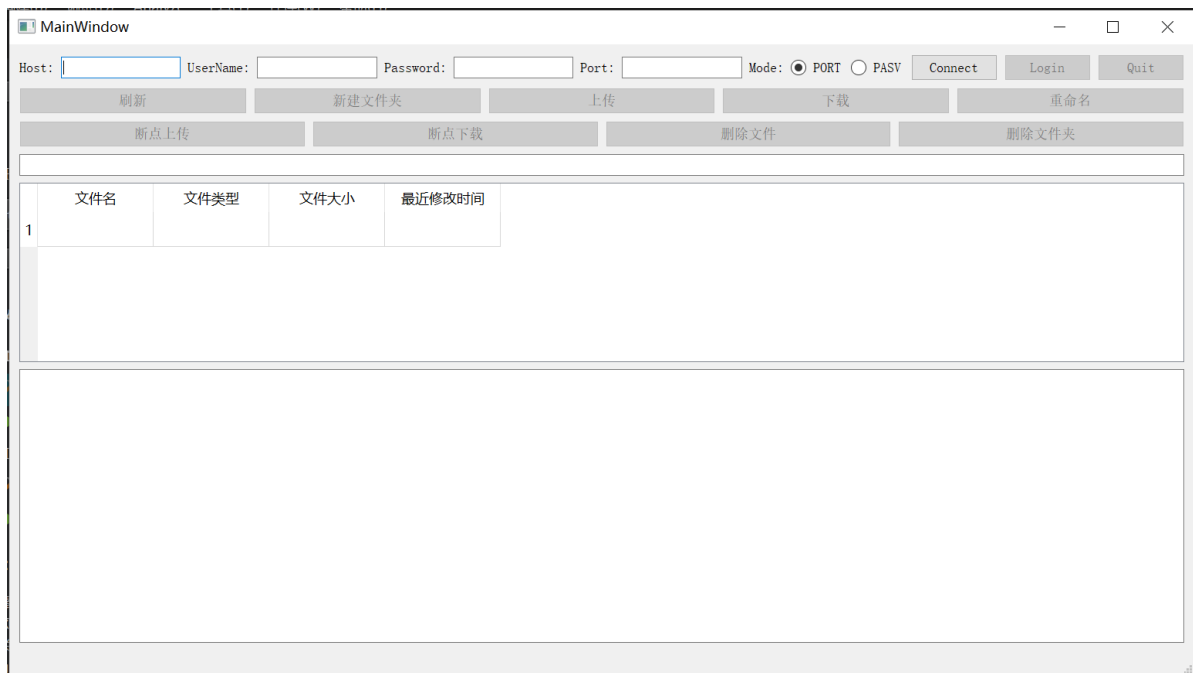 MainWindow
Host: UserName: Password: Port: Mode: PORT PASV Connect Login Quit
刷新 新建文件夹 上传 下载 重命名
断点上传 断点下载 删除文件 删除文件夹
文件名 文件类型 文件大小 最近修改时间
1